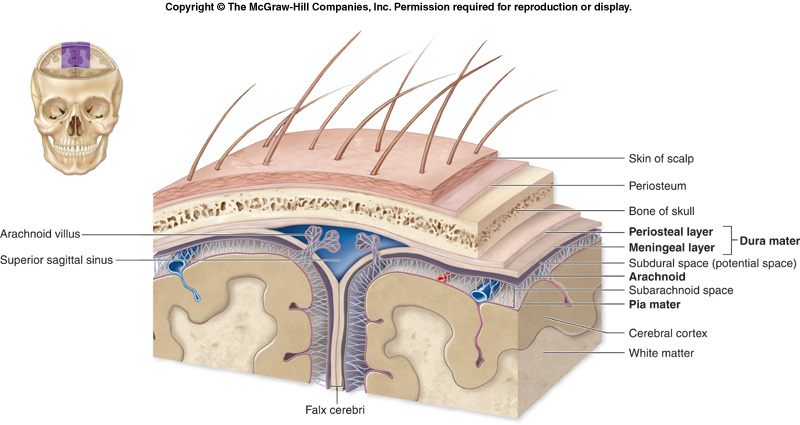 Copyright © The McGraw-Hill Companies, Inc. Permission required for reproduction or display.
Skin of scalp
Periosteum
Bone of skull
Periosteal layer
Meningeal layer
Dura mater
Subdural space (potential space)
Arachnoid
Subarachnoid space
Pia mater
Cerebral cortex
White matter
Arachnoid villus
Superior sagittal sinus
Falx cerebri